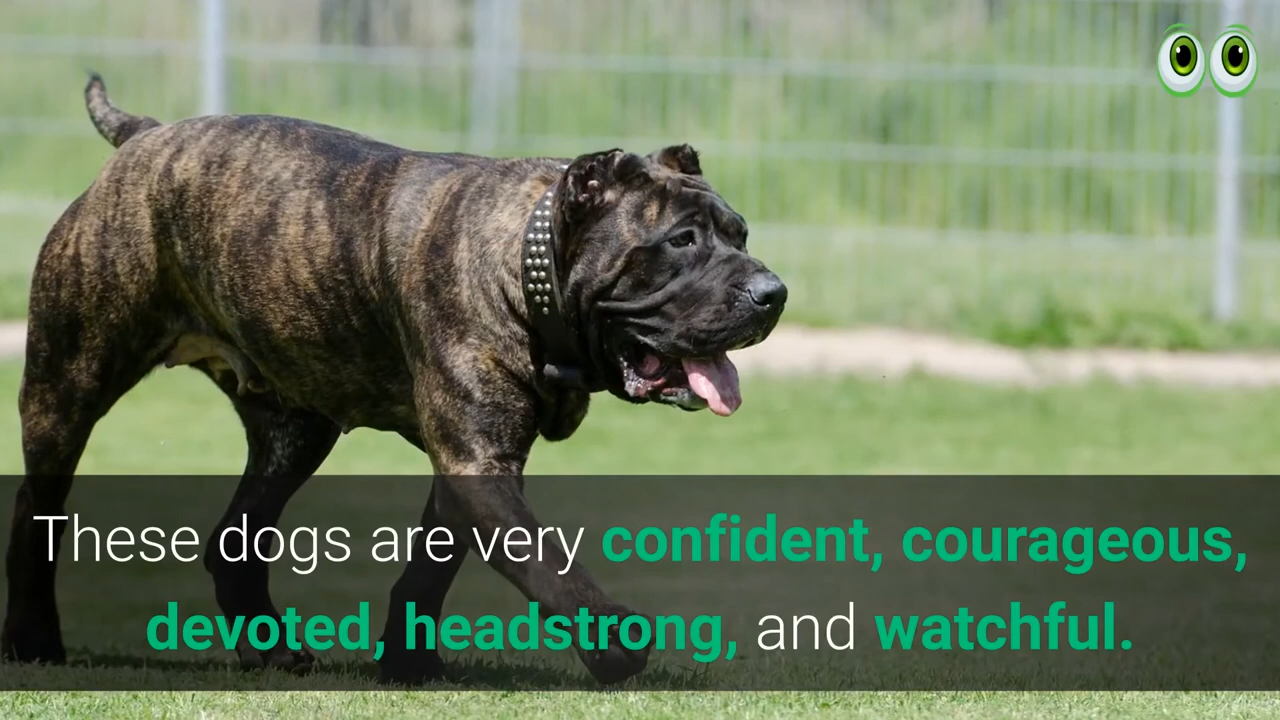 These dogs are very confident, courageous,
devoted, headstrong, and watchful.